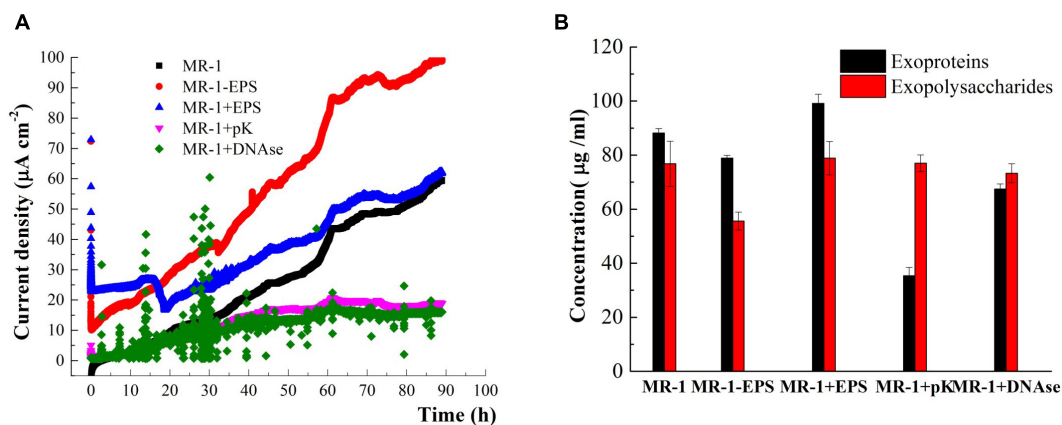 A
Current density (μA cm⁻²)
100
90
80
70
60
50
40
30
20
10
0
MR-1
MR-1-EPS
MR-1+EPS
MR-1+pK
MR-1+DNAse
0 10 20 30 40 50 60 70 80 90 100
Time (h)
B
Concentration( μg /ml)
120
100
80
60
40
20
0
Exoproteins
Exopolysaccharides
MR-1 MR-1-EPS MR-1+EPS MR-1+pK MR-1+DNAse